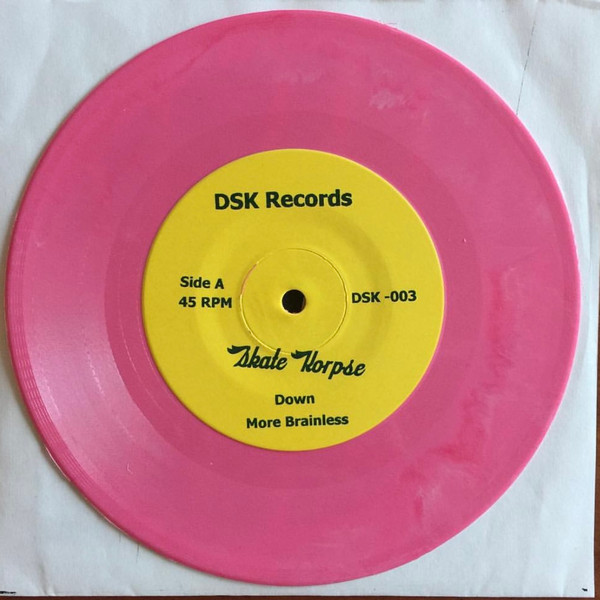 DSK Records
Side A
45 RPM
DSK -003
Skate Korpse
Down
More Brainless